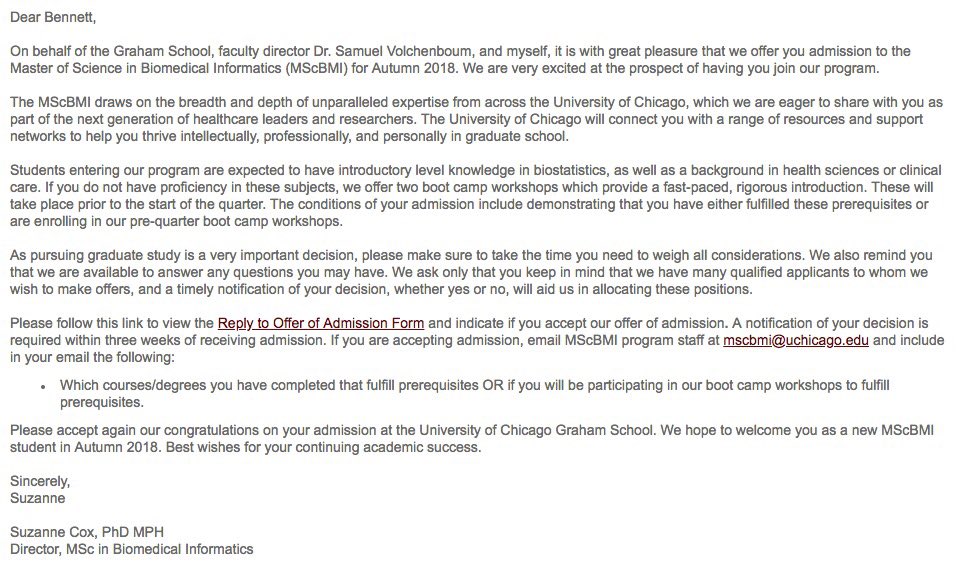 Dear Bennett,
On behalf of the Graham School, faculty director Dr. Samuel Volchenboum, and myself, it is with great pleasure that we offer you admission to the
Master of Science in Biomedical Informatics (MScBMI) for Autumn 2018. We are very excited at the prospect of having you join our program.
The MScBMI draws on the breadth and depth of unparalleled expertise from across the University of Chicago, which we are eager to share with you as
part of the next generation of healthcare leaders and researchers. The University of Chicago will connect you with a range of resources and support
networks to help you thrive intellectually, professionally, and personally in graduate school.
Students entering our program are expected to have introductory level knowledge in biostatistics, as well as a background in health sciences or clinical
care. If you do not have proficiency in these subjects, we offer two boot camp workshops which provide a fast-paced, rigorous introduction. These will
take place prior to the start of the quarter. The conditions of your admission include demonstrating that you have either fulfilled these prerequisites or
are enrolling in our pre-quarter boot camp workshops.
As pursuing graduate study is a very important decision, please make sure to take the time you need to weigh all considerations. We also remind you
that we are available to answer any questions you may have. We ask only that you keep in mind that we have many qualified applicants to whom we
wish to make offers, and a timely notification of your decision, whether yes or no, will aid us in allocating these positions.
Please follow this link to view the Reply to Offer of Admission Form and indicate if you accept our offer of admission. A notification of your decision is
required within three weeks of receiving admission. If you are accepting admission, email MScBMI program staff at mscbmi@uchicago.edu and include
in your email the following:
• Which courses/degrees you have completed that fulfill prerequisites OR if you will be participating in our boot camp workshops to fulfill
prerequisites.
Please accept again our congratulations on your admission at the University of Chicago Graham School. We hope to welcome you as a new MScBMI
student in Autumn 2018. Best wishes for your continuing academic success.
Sincerely,
Suzanne
Suzanne Cox, PhD MPH
Director, MSc in Biomedical Informatics